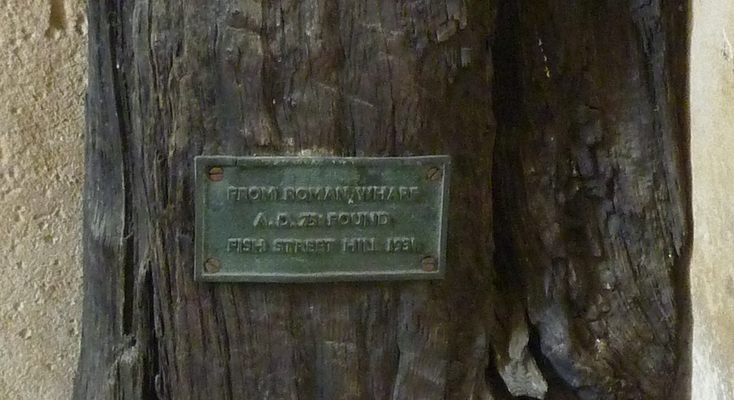 FROM ROMAN WHARF
A.D. 75 FOUND
FISH STREET HILL 1931